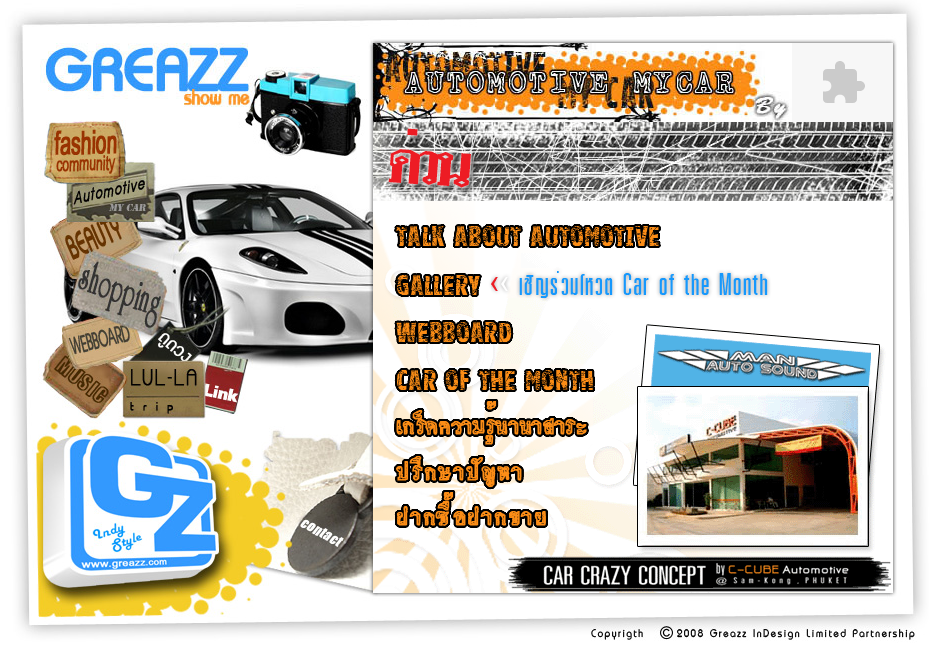 GREAZZ
show me
fashion
community
Automotive
MY CAR
BEAUTY
shopping
WEBBOARD
MUSIC
ดูดวง
LUL-LA
trip
Link
GZ
Indy
Style
www.greazz.com
contact
AUTOMOTIVE
AUTOMOTIVE MYCAR
MY CAR
By
ด่วน
TALK ABOUT AUTOMOTIVE
GALLERY เชิญร่วมโหวต Car of the Month
WEBBOARD
CAR OF THE MONTH
เกร็ดความรู้นานาสาระ
ปรึกษาปัญหา
ฝากซื้อฝากขาย
MAN
AUTO SOUND
C-CUBE
AUTOMOTIVE
CAR CRAZY CONCEPT by C-CUBE Automotive
@ Sam-Kong, PHUKET
Copyrigth ©2008 Greazz InDesign Limited Partnership